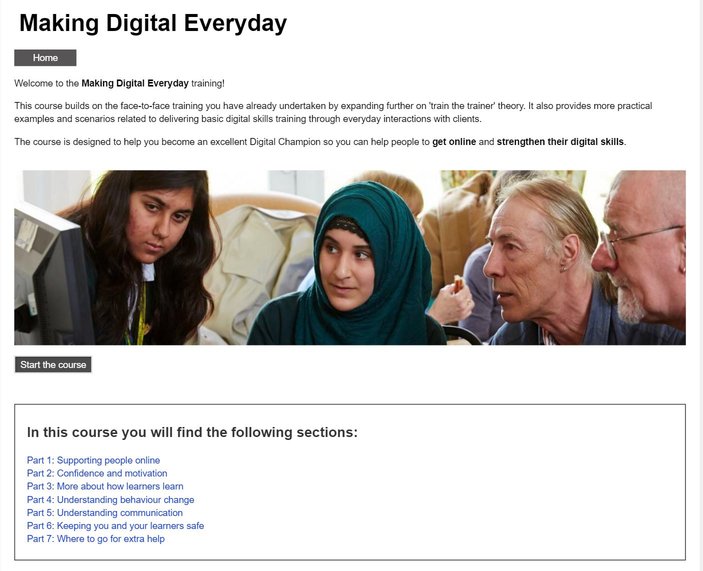 Making Digital Everyday
Home
Welcome to the Making Digital Everyday training!
This course builds on the face-to-face training you have already undertaken by expanding further on 'train the trainer' theory. It also provides more practical
examples and scenarios related to delivering basic digital skills training through everyday interactions with clients.
The course is designed to help you become an excellent Digital Champion so you can help people to get online and strengthen their digital skills.
Start the course
In this course you will find the following sections:
Part 1: Supporting people online
Part 2: Confidence and motivation
Part 3: More about how learners learn
Part 4: Understanding behaviour change
Part 5: Understanding communication
Part 6: Keeping you and your learners safe
Part 7: Where to go for extra help